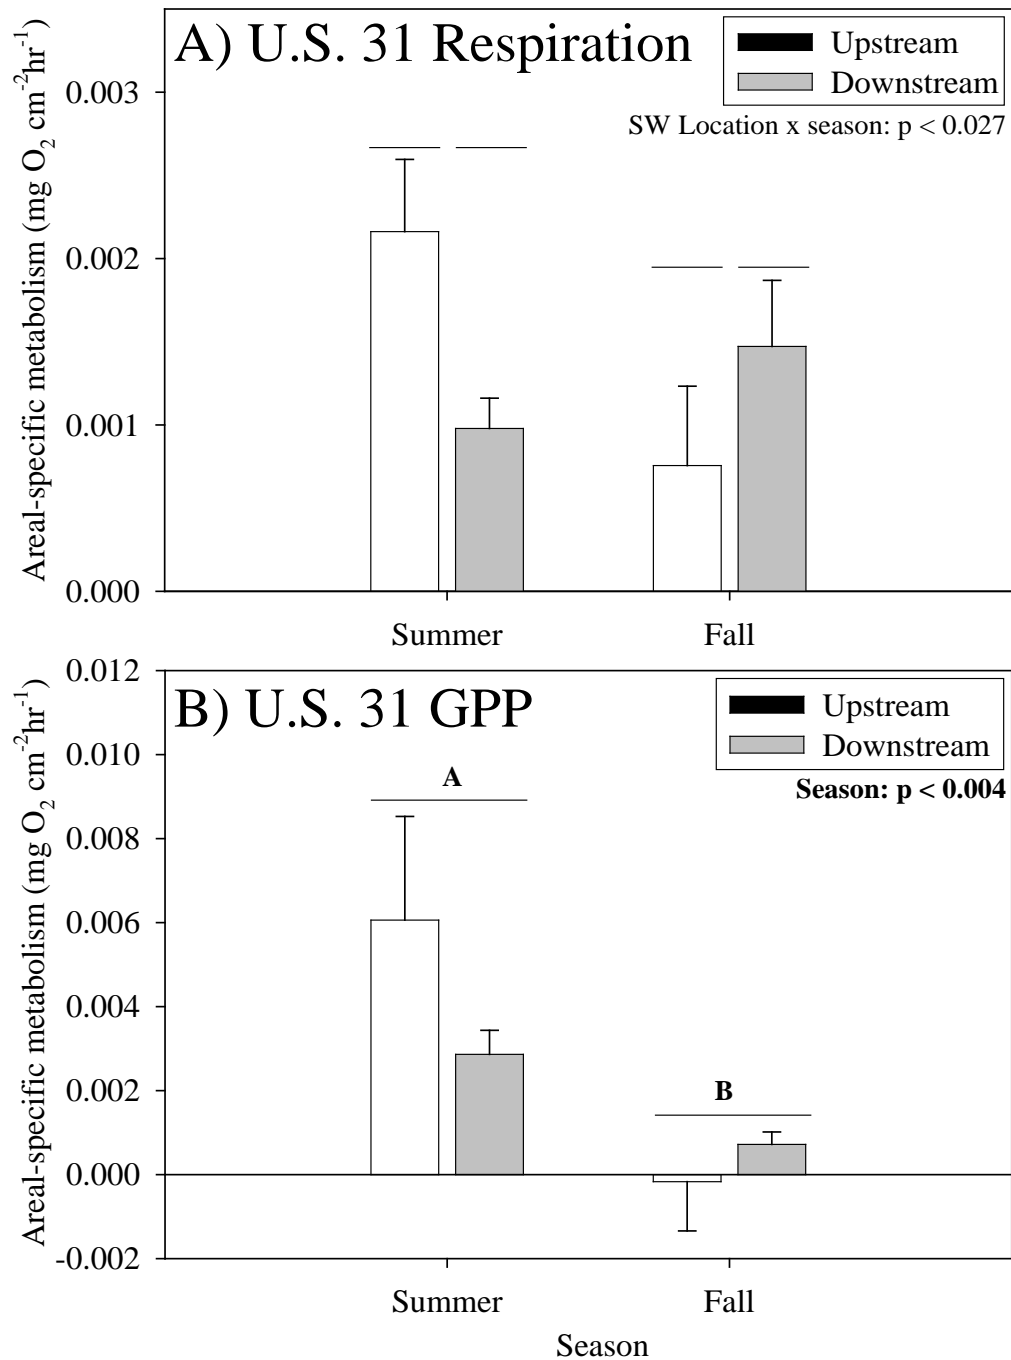 A) U.S. 31 Respiration
Upstream
Downstream
SW Location x season: p < 0.027
Areal-specific metabolism (mg O₂ cm⁻²hr⁻¹)
0.003
0.002
0.001
0.000
Summer Fall
B) U.S. 31 GPP
Upstream
Downstream
Season: p < 0.004
Areal-specific metabolism (mg O₂ cm⁻²hr⁻¹)
0.012
0.010
0.008
0.006
0.004
0.002
0.000
-0.002
A
B
Summer Fall
Season